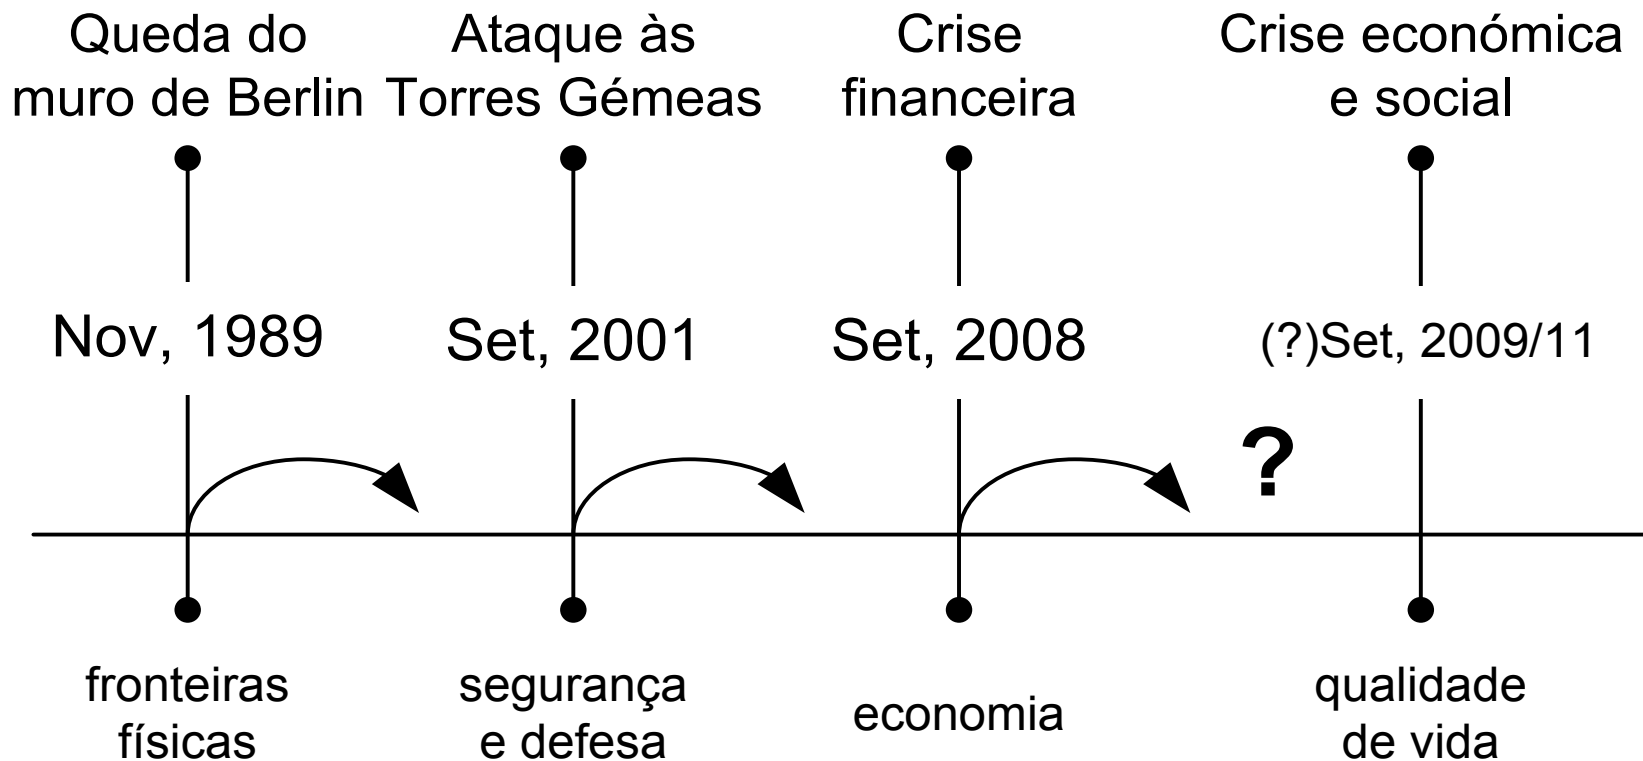 Queda do
muro de Berlin
Ataque às
Torres Gémeas
Crise
financeira
Crise económica
e social
Nov, 1989
Set, 2001
Set, 2008
(?)Set, 2009/11
?
fronteiras
físicas
segurança
e defesa
economia
qualidade
de vida